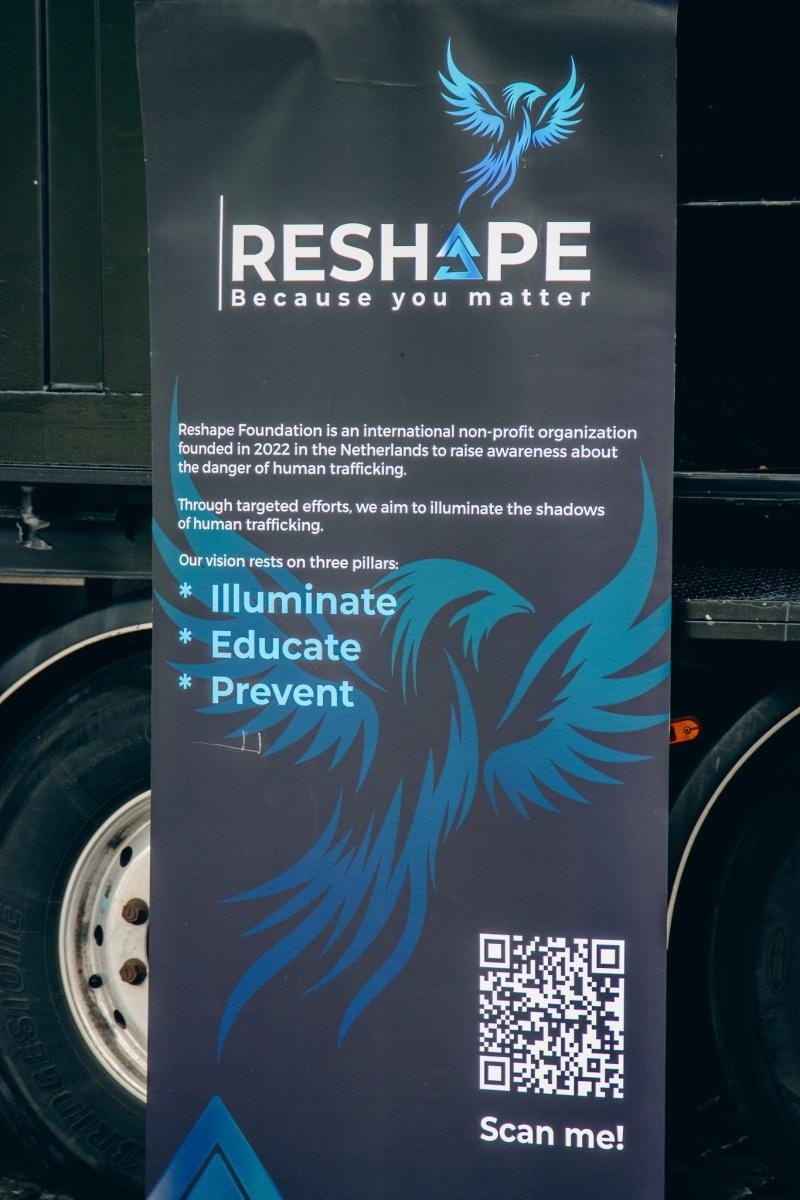 RESHAPE
Because you matter
Reshape Foundation is an international non-profit organization
founded in 2022 in the Netherlands to raise awareness about
the danger of human trafficking.
Through targeted efforts, we aim to illuminate the shadows
of human trafficking.
Our vision rests on three pillars:
* Illuminate
* Educate
* Prevent
Scan me!
BRIDGESTONE